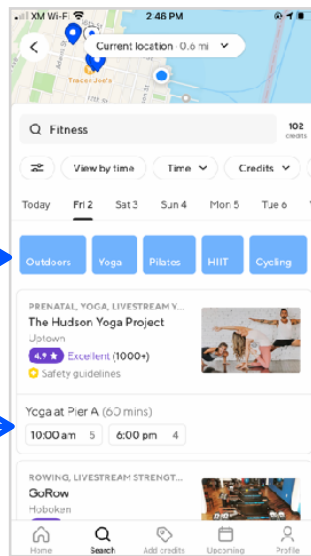 XM Wi-Fi 2:46 PM
Current location · 0.6 mi
Trader Joe's
Fitness
102
credits
View by time Time Credits
Today Fri 2 Sat 3 Sun 4 Mon 5 Tue 6
Outdoors Yoga Pilates HIIT Cycling
PRENATAL, YOGA, LIVESTREAM Y...
The Hudson Yoga Project
Uptown
4.9 ★ Excellent (1000+)
Safety guidelines
Yoga at Pier A (60 mins)
10:00 am 5 6:00 pm 4
ROWING, LIVESTREAM STRENGT...
GoRow
Hoboken
Home Search Add credits Upcoming Profile